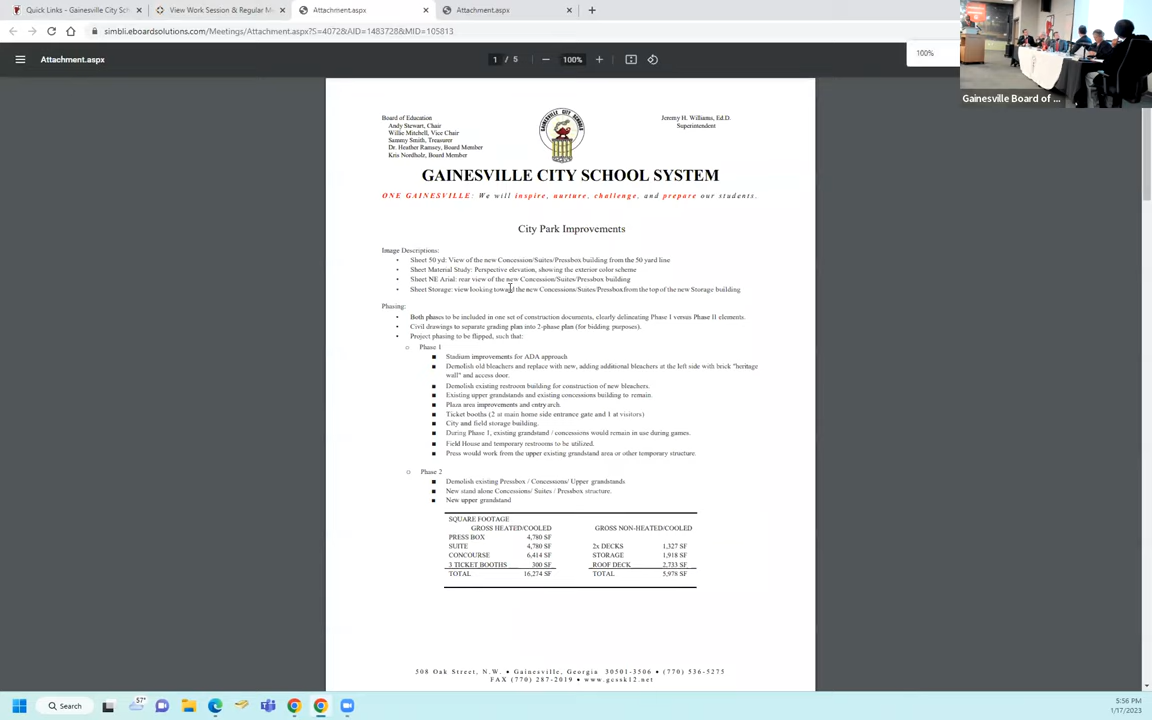 Quick Links - Gainesville City Sc
View Work Session & Regular M
Attachment.aspx
Attachment.aspx
simbli.eboardsolutions.com/Meetings/Attachment.aspx?S=4072&AID=1483728&MID=105813
Attachment.aspx
1 / 5
100%
100%
Gainesville Board of ...
Board of Education
Andy Stewart, Chair
Willie Mitchell, Vice Chair
Sammy Smith, Treasurer
Dr. Heather Ramsey, Board Member
Kris Nordholz, Board Member
Jeremy H. Williams, Ed.D.
Superintendent
GAINESVILLE CITY SCHOOLS
GAINESVILLE CITY SCHOOL SYSTEM
ONE GAINESVILLE: We will inspire, nurture, challenge, and prepare our students.
City Park Improvements
Image Descriptions:
• Sheet 50 yd: View of the new Concession/Suites/Pressbox building from the 50 yard line
• Sheet Material Study: Perspective elevation, showing the exterior color scheme
• Sheet NE Arial: rear view of the new Concession/Suites/Pressbox building
• Sheet Storage: view looking toward the new Concessions/Suites/Pressbox from the top of the new Storage building
Phasing:
• Both phases to be included in one set of construction documents, clearly delineating Phase I versus Phase II elements.
• Civil drawings to separate grading plan into 2-phase plan (for bidding purposes).
• Project phasing to be flipped, such that:
o Phase 1
■ Stadium improvements for ADA approach
■ Demolish old bleachers and replace with new, adding additional bleachers at the left side with brick "heritage
wall" and access door.
■ Demolish existing restroom building for construction of new bleachers.
■ Existing upper grandstands and existing concessions building to remain.
■ Plaza area improvements and entry arch.
■ Ticket booths (2 at main home side entrance gate and 1 at visitors)
■ City and field storage building.
■ During Phase 1, existing grandstand / concessions would remain in use during games.
■ Field House and temporary restrooms to be utilized.
■ Press would work from the upper existing grandstand area or other temporary structure.
o Phase 2
■ Demolish existing Pressbox / Concessions/ Upper grandstands
■ New stand alone Concessions/ Suites / Pressbox structure.
■ New upper grandstand
SQUARE FOOTAGE
GROSS HEATED/COOLED GROSS NON-HEATED/COOLED
PRESS BOX 4,780 SF
SUITE 4,780 SF 2x DECKS 1,327 SF
CONCOURSE 6,414 SF STORAGE 1,918 SF
3 TICKET BOOTHS 300 SF ROOF DECK 2,733 SF
TOTAL 16,274 SF TOTAL 5,978 SF
508 Oak Street, N.W. • Gainesville, Georgia 30501-3506 • (770) 536-5275
FAX (770) 287-2019 • www.gcssk12.net
Search
57°
5:56 PM
1/17/2023